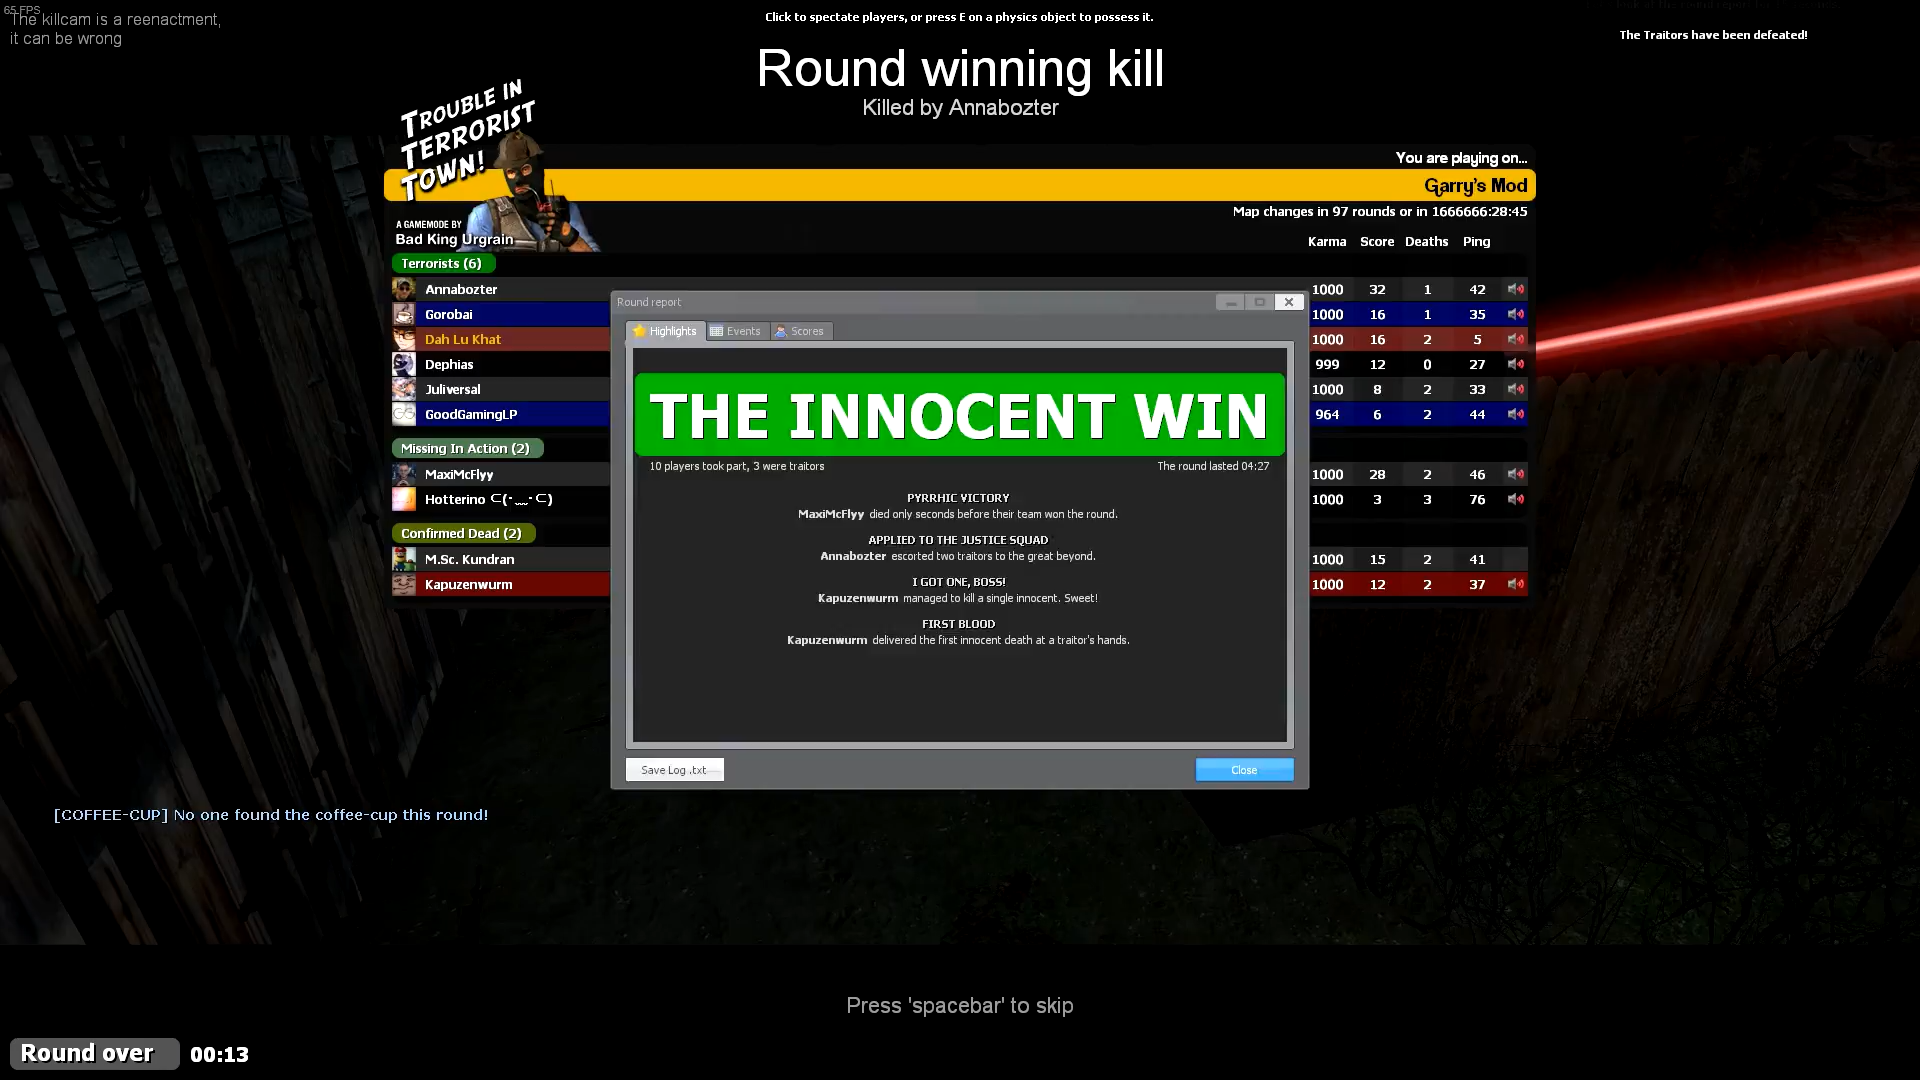 65 FPS
The killcam is a reenactment,
it can be wrong
Click to spectate players, or press E on a physics object to possess it.
The Traitors have been defeated!
Round winning kill
Killed by Annabozter
TROUBLE IN
TERRORIST
TOWN!
A GAMEMODE BY
Bad King Urgrain
You are playing on...
Garry's Mod
Map changes in 97 rounds or in 1666666:28:45
Karma Score Deaths Ping
Terrorists (6)
Annabozter 1000 32 1 42
Gorobai 1000 16 1 35
Dah Lu Khat 1000 16 2 5
Dephias 999 12 0 27
Juliversal 1000 8 2 33
GoodGamingLP 964 6 2 44
Missing In Action (2)
MaxiMcFlyy 1000 28 2 46
Hotterino ⊂(･﹏･⊂) 1000 3 3 76
Confirmed Dead (2)
M.Sc. Kundran 1000 15 2 41
Kapuzenwurm 1000 12 2 37
Round report
Highlights Events Scores
THE INNOCENT WIN
10 players took part, 3 were traitors
The round lasted 04:27
PYRRHIC VICTORY
MaxiMcFlyy died only seconds before their team won the round.
APPLIED TO THE JUSTICE SQUAD
Annabozter escorted two traitors to the great beyond.
I GOT ONE, BOSS!
Kapuzenwurm managed to kill a single innocent. Sweet!
FIRST BLOOD
Kapuzenwurm delivered the first innocent death at a traitor's hands.
Save Log .txt
Close
[COFFEE-CUP] No one found the coffee-cup this round!
Press 'spacebar' to skip
Round over 00:13